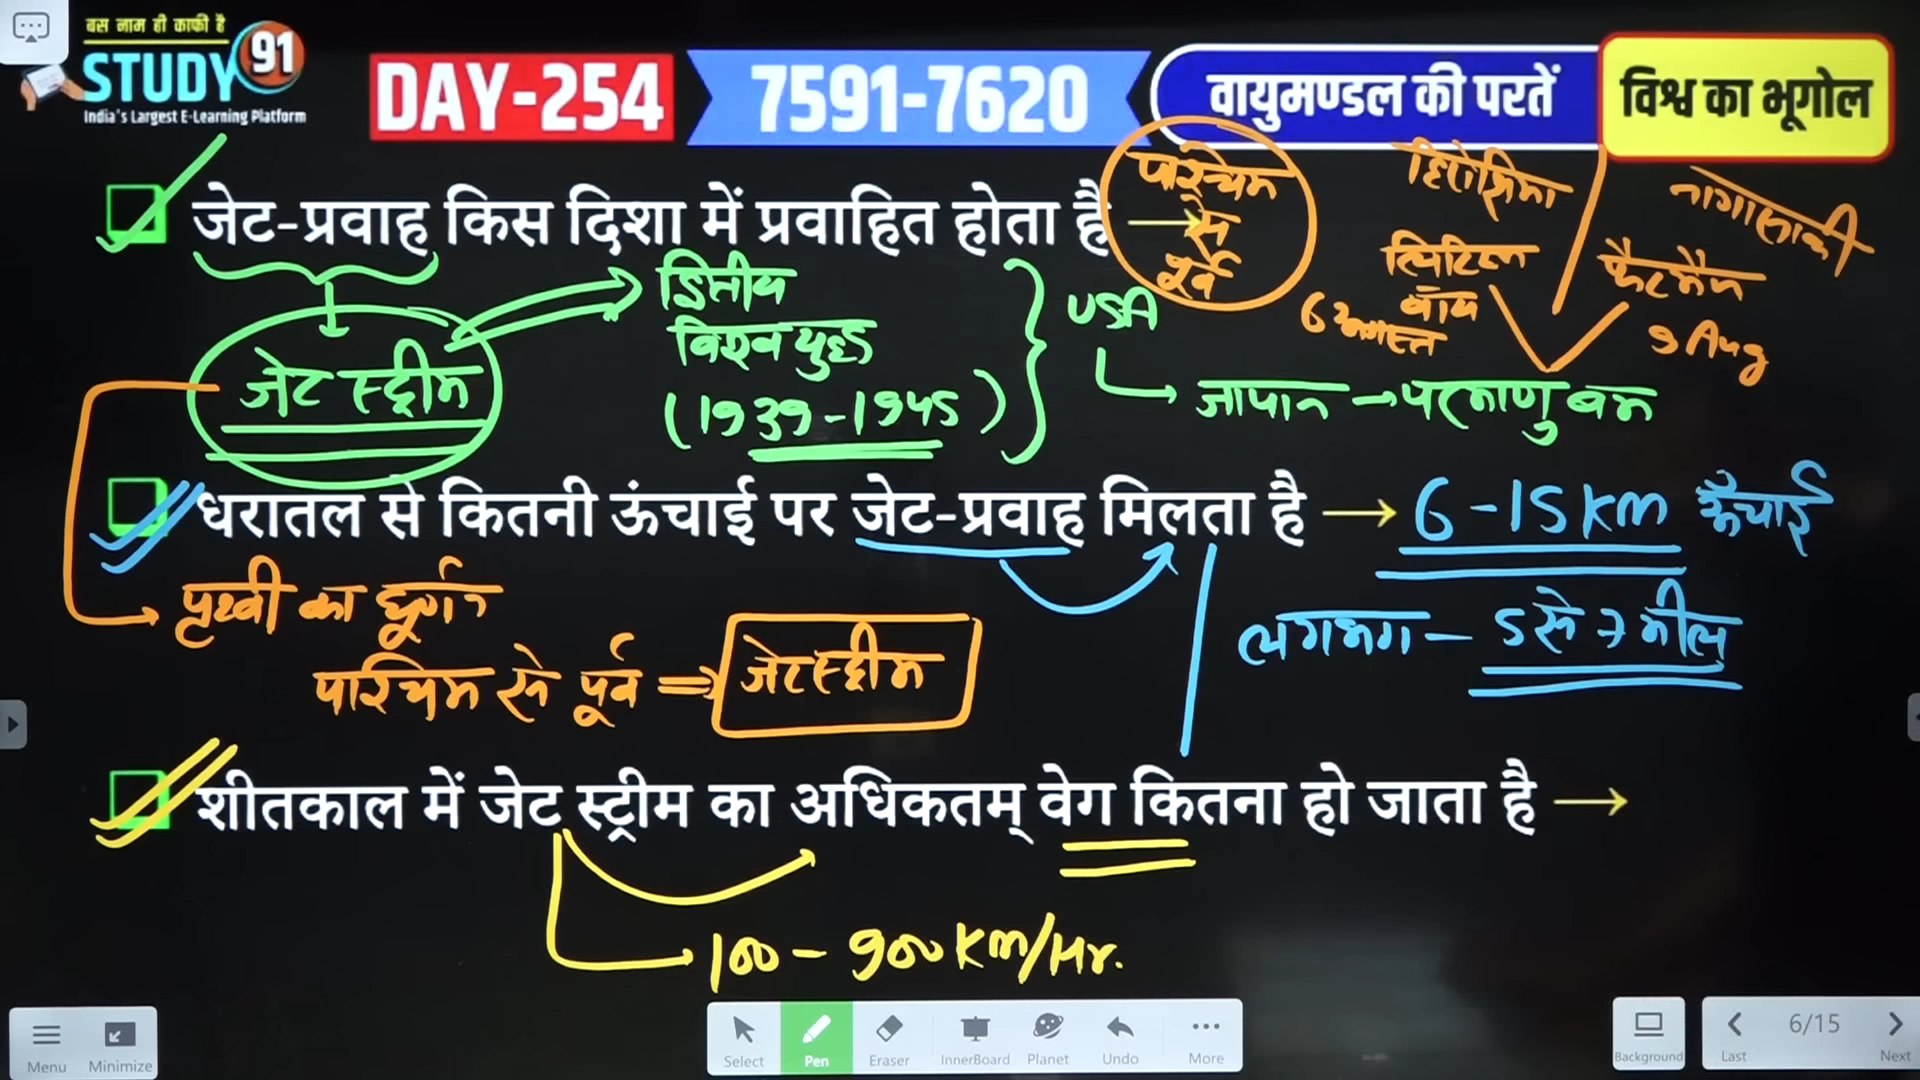 बस नाम ही काफी है
STUDY 91
India's Largest E-Learning Platform
DAY-254
7591-7620
वायुमण्डल की परतें
विश्व का भूगोल
जेट-प्रवाह किस दिशा में प्रवाहित होता है →
पश्चिम
से
पूर्व
हिरोशिमा
नागासाकी
लिटिल
बॉय
6 अगस्त
फैटमैन
9 Aug
जेट स्ट्रीम
द्वितीय
विश्व युद्ध
(1939-1945)
USA
जापान → परमाणु बम
धरातल से कितनी ऊंचाई पर जेट-प्रवाह मिलता है → 6-15 Km ऊँचाई
लगभग - 5 से 7 मील
पृथ्वी का घूर्णन
पश्चिम से पूर्व ⇒ जेटस्ट्रीम
शीतकाल में जेट स्ट्रीम का अधिकतम् वेग कितना हो जाता है →
100 - 900 Km/Hr.
Menu
Minimize
Select
Pen
Eraser
InnerBoard
Planet
Undo
More
Background
Last
6/15
Next